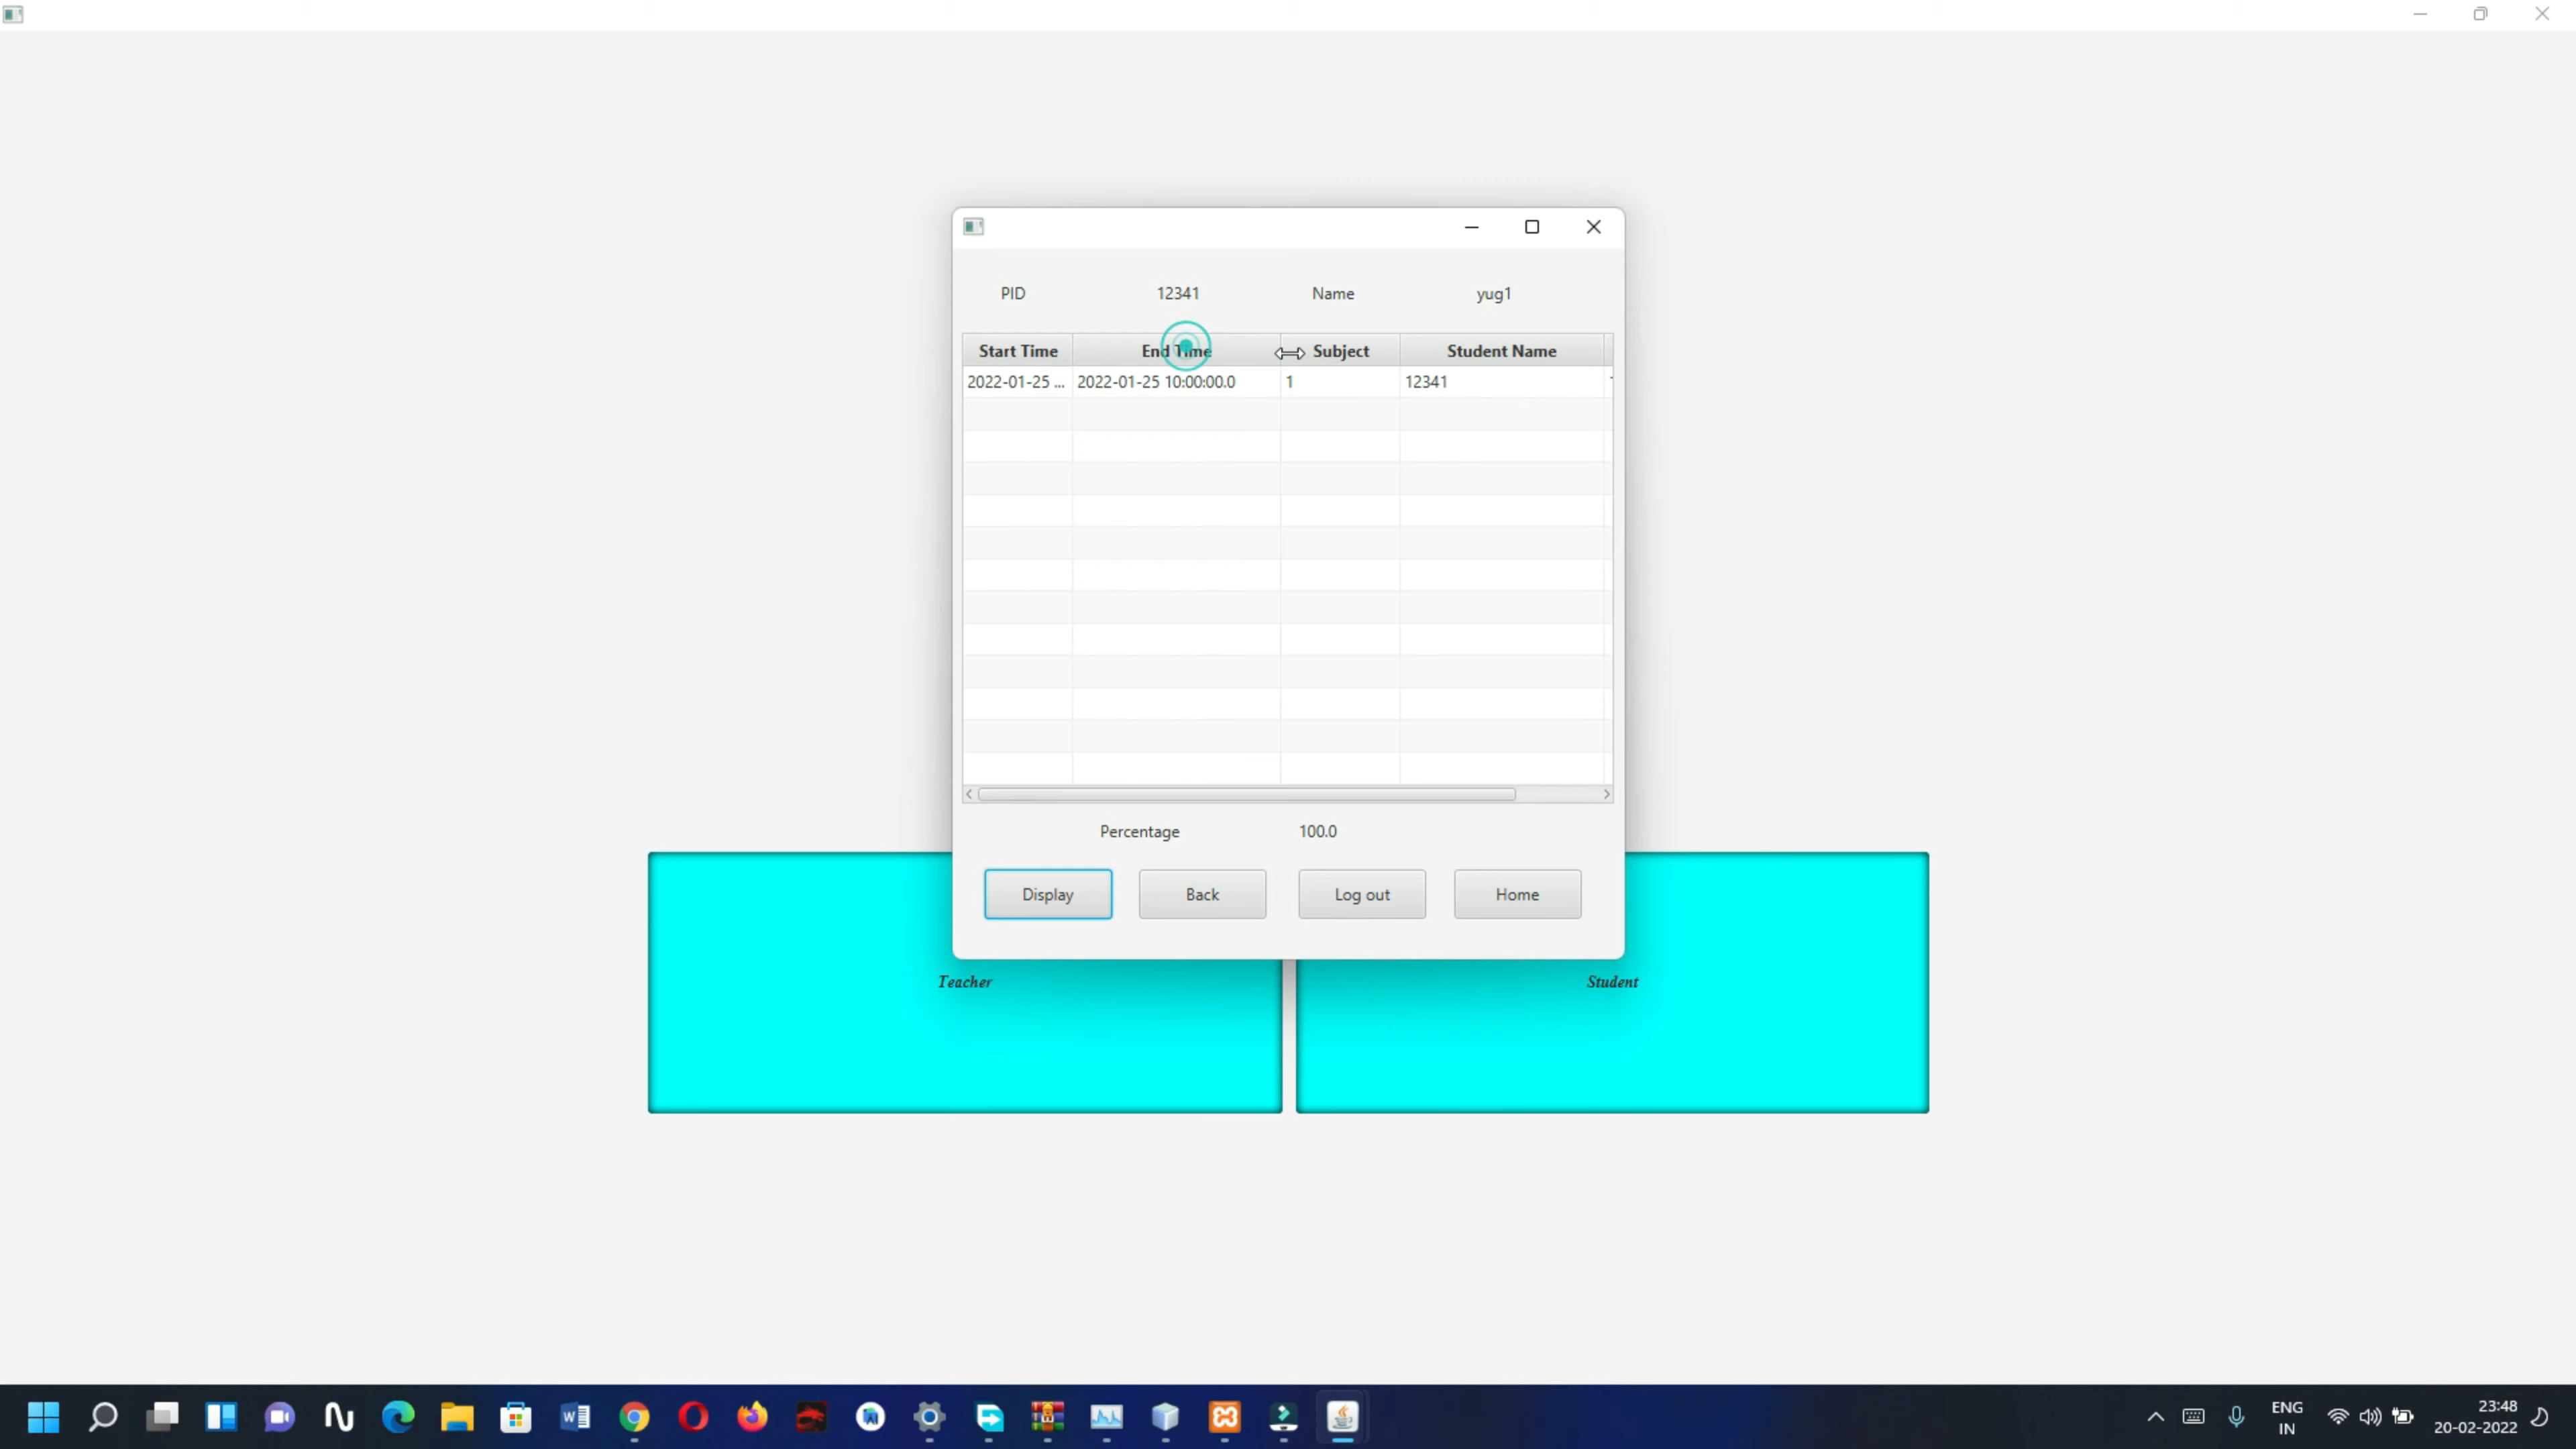 PID 12341 Name yug1
Start Time End Time Subject Student Name
2022-01-25 ... 2022-01-25 10:00:00.0 1 12341
Percentage 100.0
Display Back Log out Home
Teacher Student
ENG 23:48
IN 20-02-2022